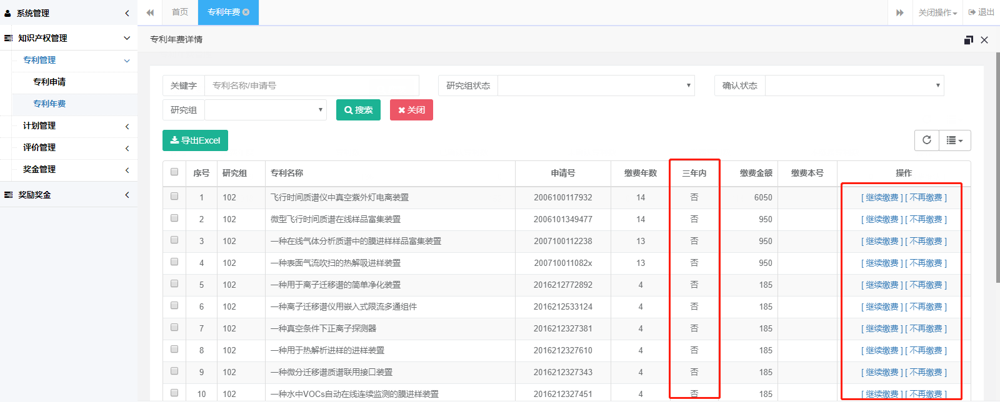 系统管理
知识产权管理
专利管理
专利申请
专利年费
计划管理
评价管理
奖金管理
奖励奖金
首页 专利年费 关闭操作 退出
专利年费详情
关键字 专利名称/申请号 研究组状态 确认状态
研究组 搜索 关闭
导出Excel
序号 研究组 专利名称 申请号 缴费年数 三年内 缴费金额 缴费本号 操作
1 102 飞行时间质谱仪中真空紫外灯电离装置 2006100117932 14 否 6050 [ 继续缴费 ] [ 不再缴费 ]
2 102 微型飞行时间质谱在线样品富集装置 2006101349477 14 否 950 [ 继续缴费 ] [ 不再缴费 ]
3 102 一种在线气体分析质谱中的膜进样样品富集装置 2007100112238 13 否 950 [ 继续缴费 ] [ 不再缴费 ]
4 102 一种表面气流吹扫的热解吸进样装置 200710011082x 13 否 950 [ 继续缴费 ] [ 不再缴费 ]
5 102 一种用于离子迁移谱的简单净化装置 2016212772892 4 否 185 [ 继续缴费 ] [ 不再缴费 ]
6 102 一种离子迁移谱仪用嵌入式限流多通组件 2016212533124 4 否 185 [ 继续缴费 ] [ 不再缴费 ]
7 102 一种真空条件下正离子探测器 2016212327381 4 否 185 [ 继续缴费 ] [ 不再缴费 ]
8 102 一种用于热解析进样的进样装置 2016212327610 4 否 185 [ 继续缴费 ] [ 不再缴费 ]
9 102 一种微分迁移谱质谱联用接口装置 2016212327343 4 否 185 [ 继续缴费 ] [ 不再缴费 ]
10 102 一种水中VOCs自动在线连续监测的膜进样装置 2016212327451 4 否 185 [ 继续缴费 ] [ 不再缴费 ]